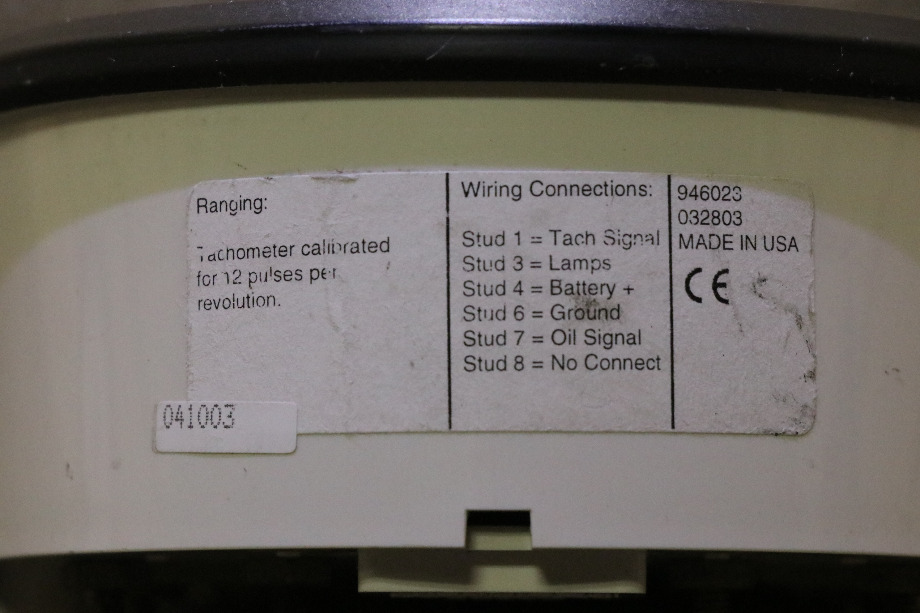 Ranging:
Tachometer calibrated
for 12 pulses per
revolution.
Wiring Connections:
Stud 1 = Tach Signal
Stud 3 = Lamps
Stud 4 = Battery +
Stud 6 = Ground
Stud 7 = Oil Signal
Stud 8 = No Connect
946023
032803
MADE IN USA
CE
041003